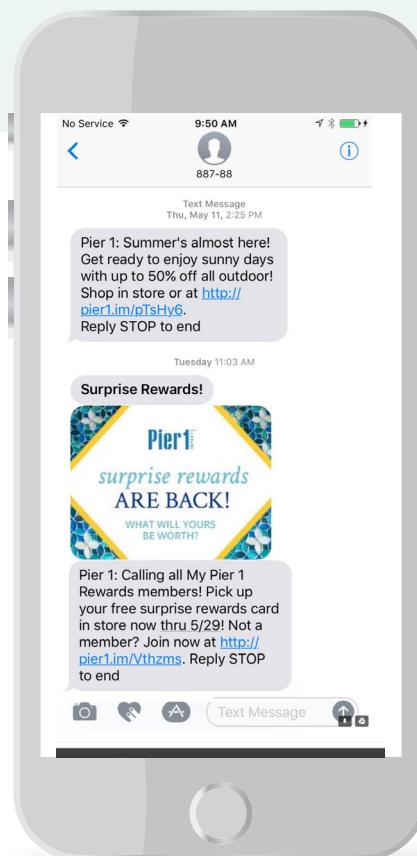 No Service 9:50 AM
887-88
Text Message
Thu, May 11, 2:25 PM
Pier 1: Summer's almost here!
Get ready to enjoy sunny days
with up to 50% off all outdoor!
Shop in store or at http://
pier1.im/pTsHy6.
Reply STOP to end
Tuesday 11:03 AM
Surprise Rewards!
Pier1
surprise rewards
ARE BACK!
WHAT WILL YOURS
BE WORTH?
Pier 1: Calling all My Pier 1
Rewards members! Pick up
your free surprise rewards card
in store now thru 5/29! Not a
member? Join now at http://
pier1.im/Vthzms. Reply STOP
to end
Text Message